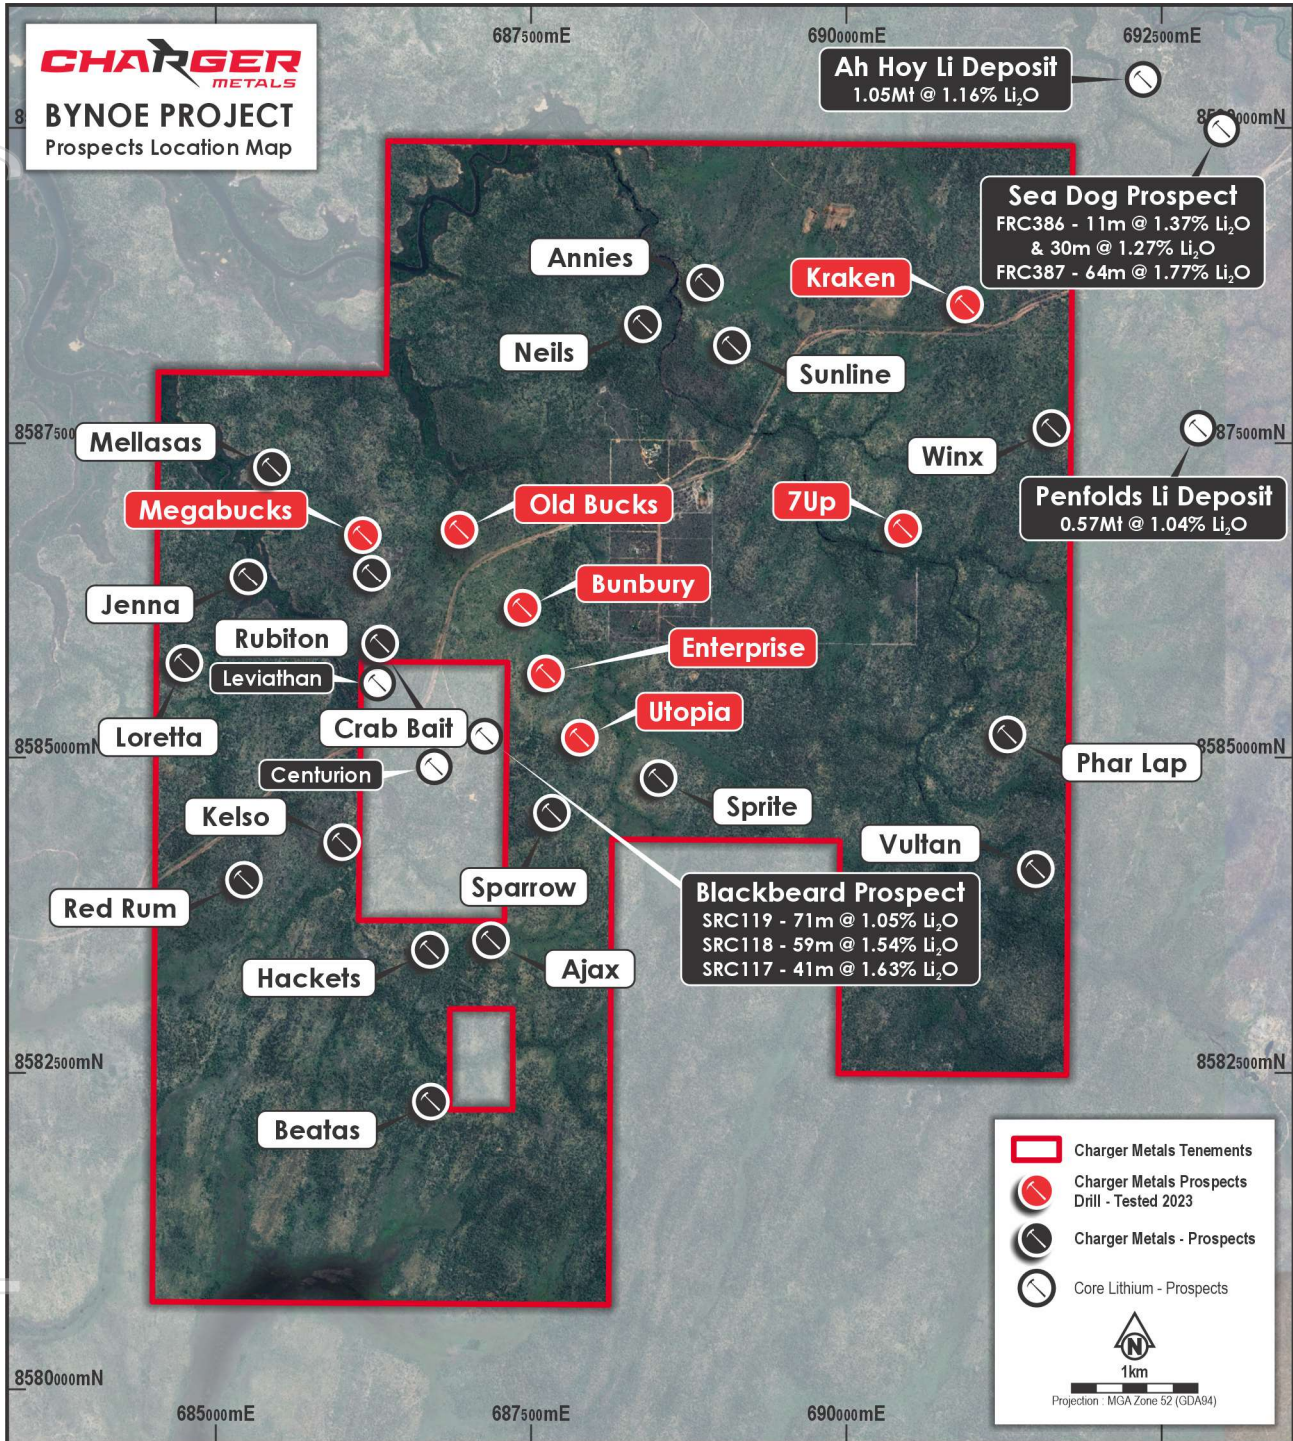 CHARGER
METALS
BYNOE PROJECT
Prospects Location Map
687500mE
690000mE
692500mE
Ah Hoy Li Deposit
1.05Mt @ 1.16% Li₂O
Sea Dog Prospect
FRC386 - 11m @ 1.37% Li₂O
& 30m @ 1.27% Li₂O
FRC387 - 64m @ 1.77% Li₂O
Annies
Kraken
Neils
Sunline
Mellasas
Winx
Megabucks
Old Bucks
7Up
Penfolds Li Deposit
0.57Mt @ 1.04% Li₂O
Bunbury
Jenna
Rubiton
Enterprise
Leviathan
Utopia
Crab Bait
Loretta
8585000mN
8585000mN
Phar Lap
Centurion
Sprite
Kelso
Vultan
Sparrow
Red Rum
Blackbeard Prospect
SRC119 - 71m @ 1.05% Li₂O
SRC118 - 59m @ 1.54% Li₂O
SRC117 - 41m @ 1.63% Li₂O
Hackets
Ajax
8582500mN
8582500mN
Beatas
Charger Metals Tenements
Charger Metals Prospects
Drill - Tested 2023
Charger Metals - Prospects
Core Lithium - Prospects
N
1km
Projection : MGA Zone 52 (GDA94)
8580000mN
685000mE
687500mE
690000mE